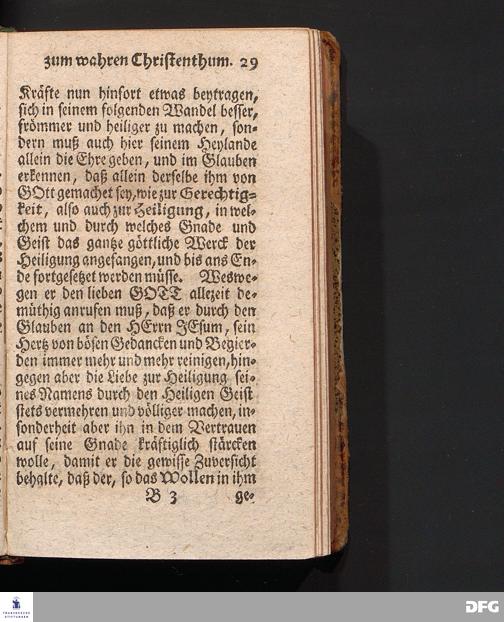 zum wahren Christenthum. 29
Kräfte nun hinfort etwas beytragen,
sich in seinem folgenden Wandel besser,
frömmer und heiliger zu machen, son-
dern muß auch hier seinem Heylande
allein die Ehre geben, und im Glauben
erkennen, daß allein derselbe ihm von
GOtt gemachet sey, wie zur Gerechtig-
keit, also auch zur Heiligung, in wel-
chem und durch welches Gnade und
Geist das gantze göttliche Werck der
Heiligung angefangen, und bis ans En-
de fortgesetzet werden müsse. Weswe-
gen er den lieben GOTT allezeit de-
müthig anrufen muß, daß er durch den
Glauben an den HErrn JEsum, sein
Hertz von bösen Gedancken und Begier-
den immer mehr und mehr reinigen, hin-
gegen aber die Liebe zur Heiligung sei-
nes Namens durch den Heiligen Geist
stets vermehren und völliger machen, in-
sonderheit aber ihn in dem Vertrauen
auf seine Gnade kräftiglich stärcken
wolle, damit er die gewisse Zuversicht
behalte, daß der, so das Wollen in ihm
B 3 ge-
FRANCKESCHE
STIFTUNGEN
DFG